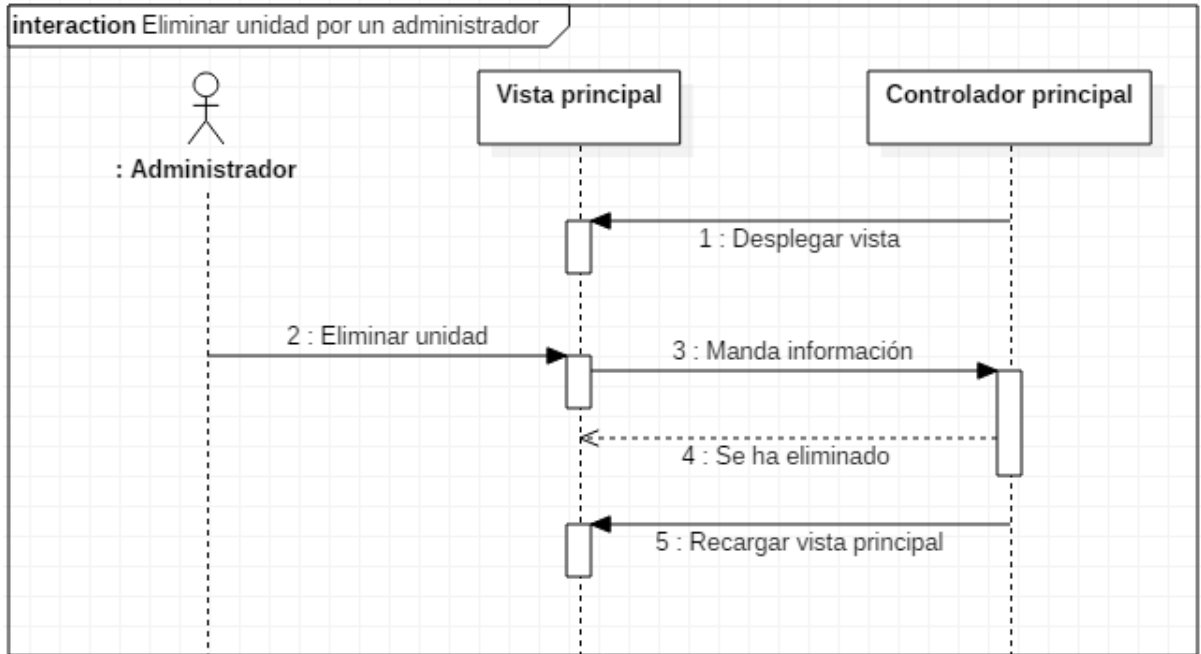 interaction Eliminar unidad por un administrador
: Administrador
Vista principal
Controlador principal
1 : Desplegar vista
2 : Eliminar unidad
3 : Manda información
4 : Se ha eliminado
5 : Recargar vista principal